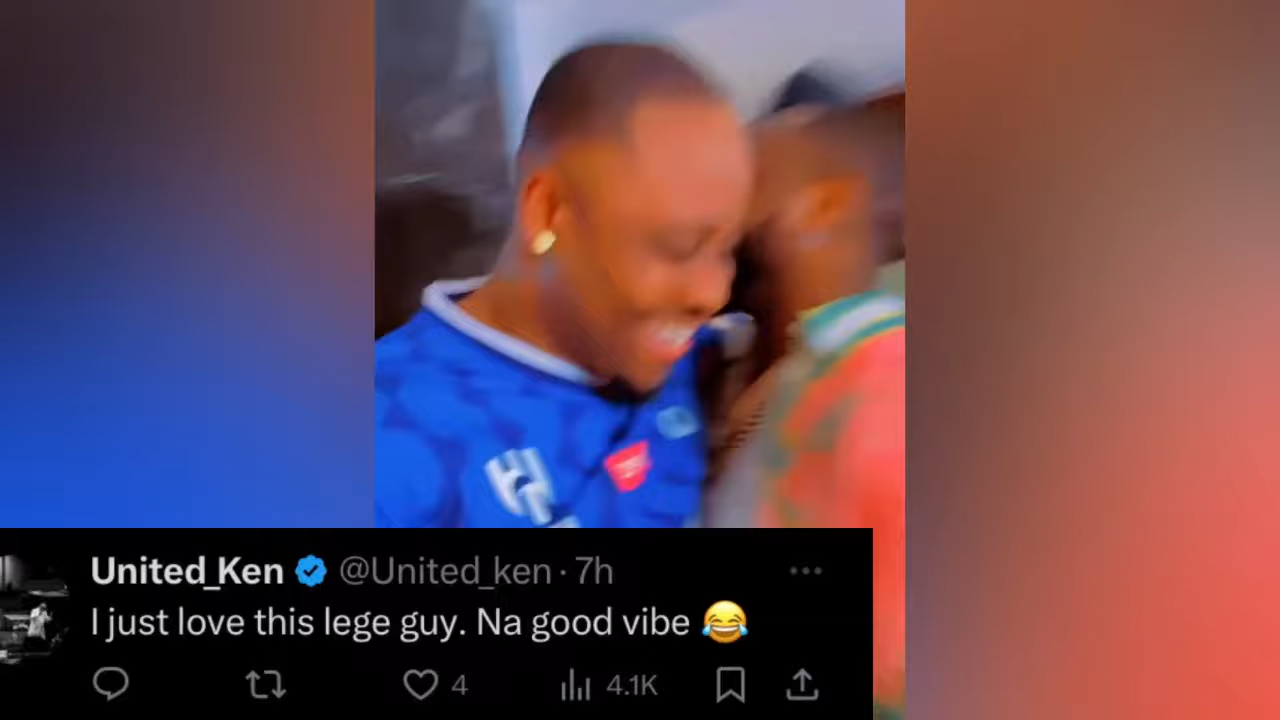 United_Ken @United_ken · 7h
I just love this lege guy. Na good vibe 😂
4 4.1K